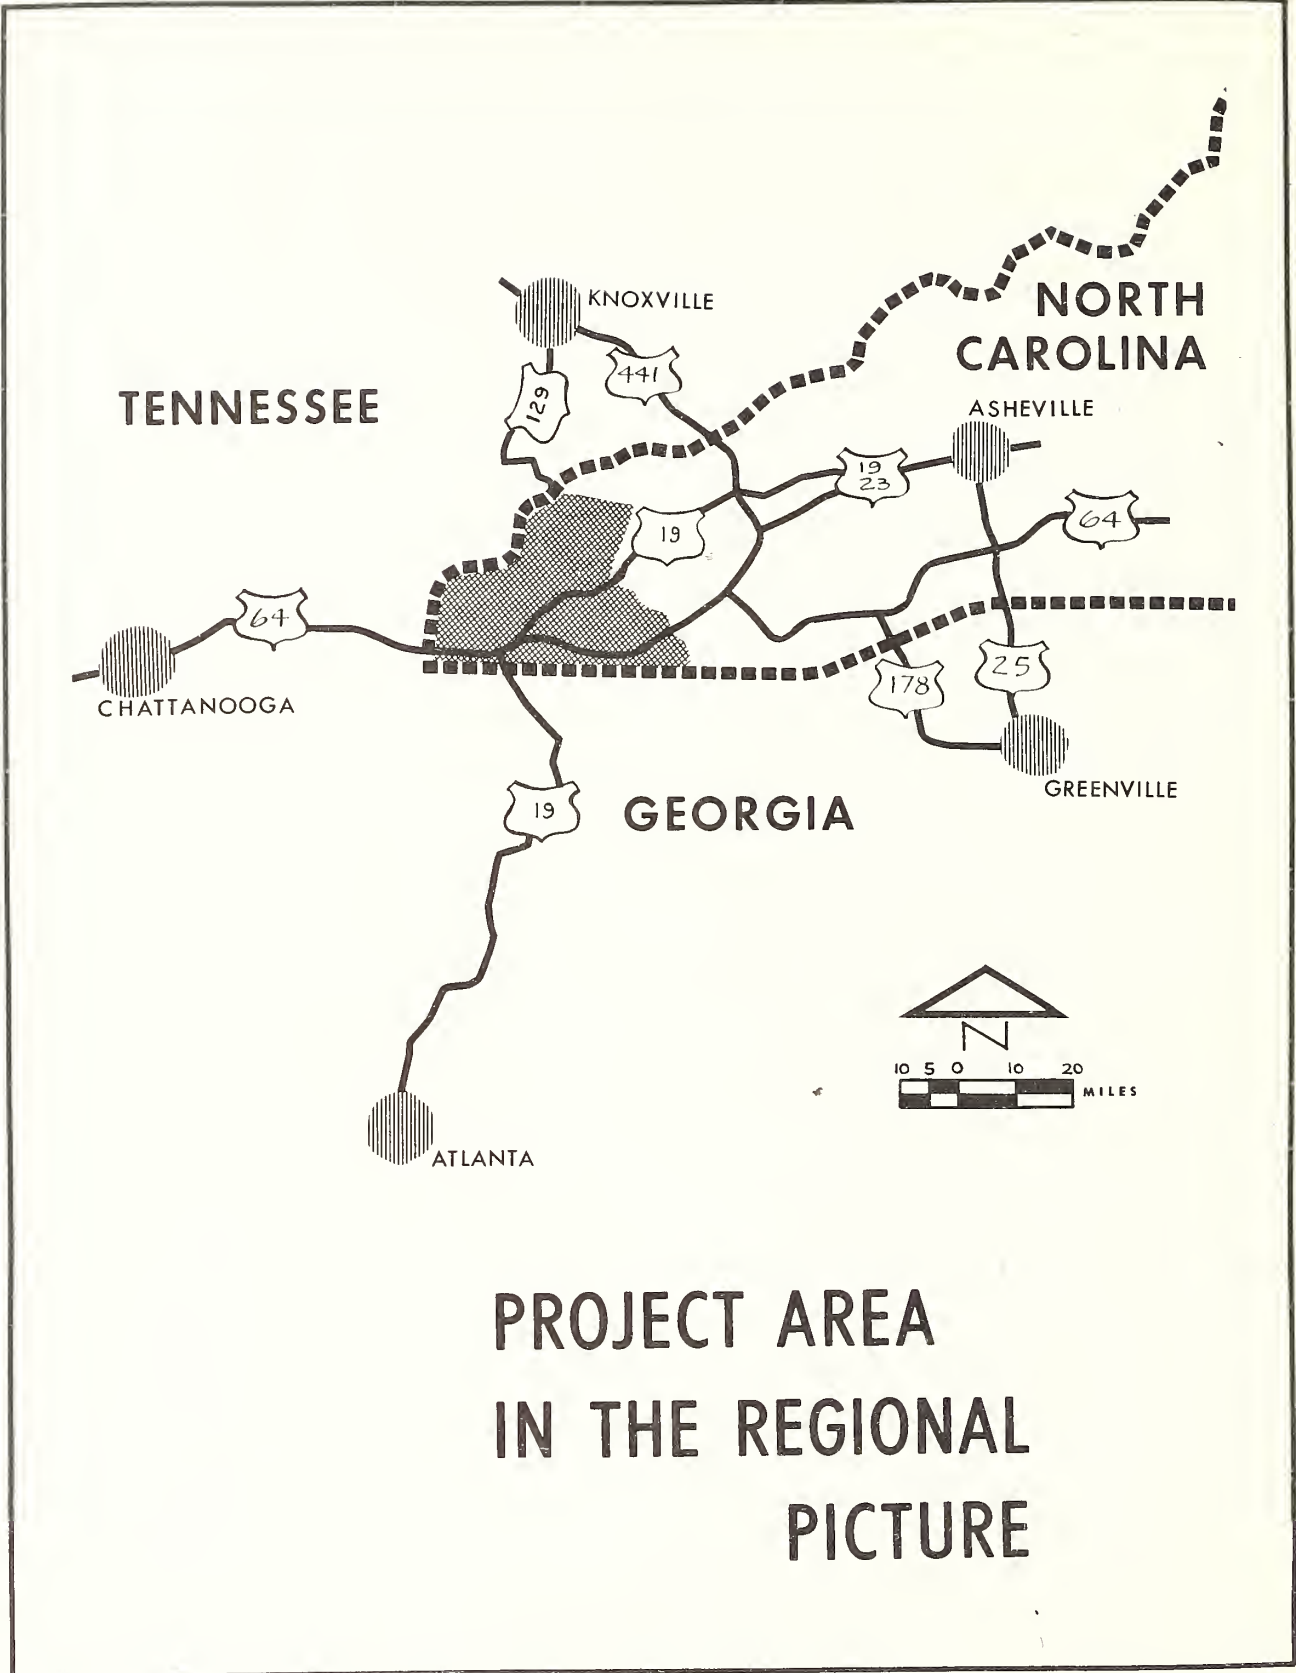 KNOXVILLE
NORTH
CAROLINA
441
129
TENNESSEE
ASHEVILLE
19
23
64
19
64
CHATTANOOGA
178
25
GREENVILLE
19
GEORGIA
N
10 5 0 10 20
MILES
ATLANTA
PROJECT AREA
IN THE REGIONAL
PICTURE